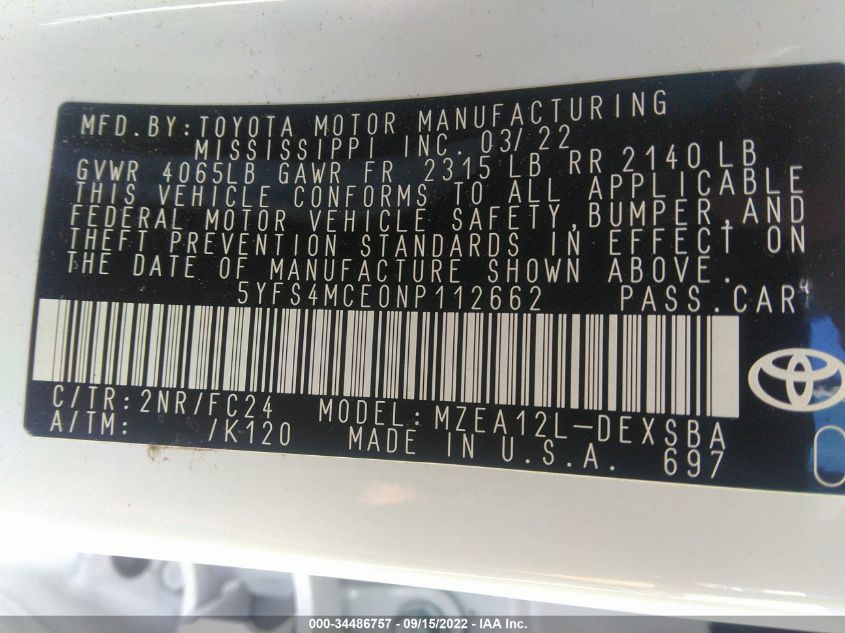 MFD.BY:TOYOTA MOTOR MANUFACTURING
MISSISSIPPI INC. 03/22
GVWR 4065LB GAWR FR 2315LB RR 2140LB
THIS VEHICLE CONFORMS TO ALL APPLICABLE
FEDERAL MOTOR VEHICLE SAFETY,BUMPER,AND
THEFT PREVENTION STANDARDS IN EFFECT ON
THE DATE OF MANUFACTURE SHOWN ABOVE.
5YFS4MCE0NP112662 PASS.CAR
C/TR:2NR/FC24 MODEL:MZEA12L-DEXSBA
A/TM: /K120 MADE IN U.S.A. 697
000-34486757 - 09/15/2022 - IAA Inc.